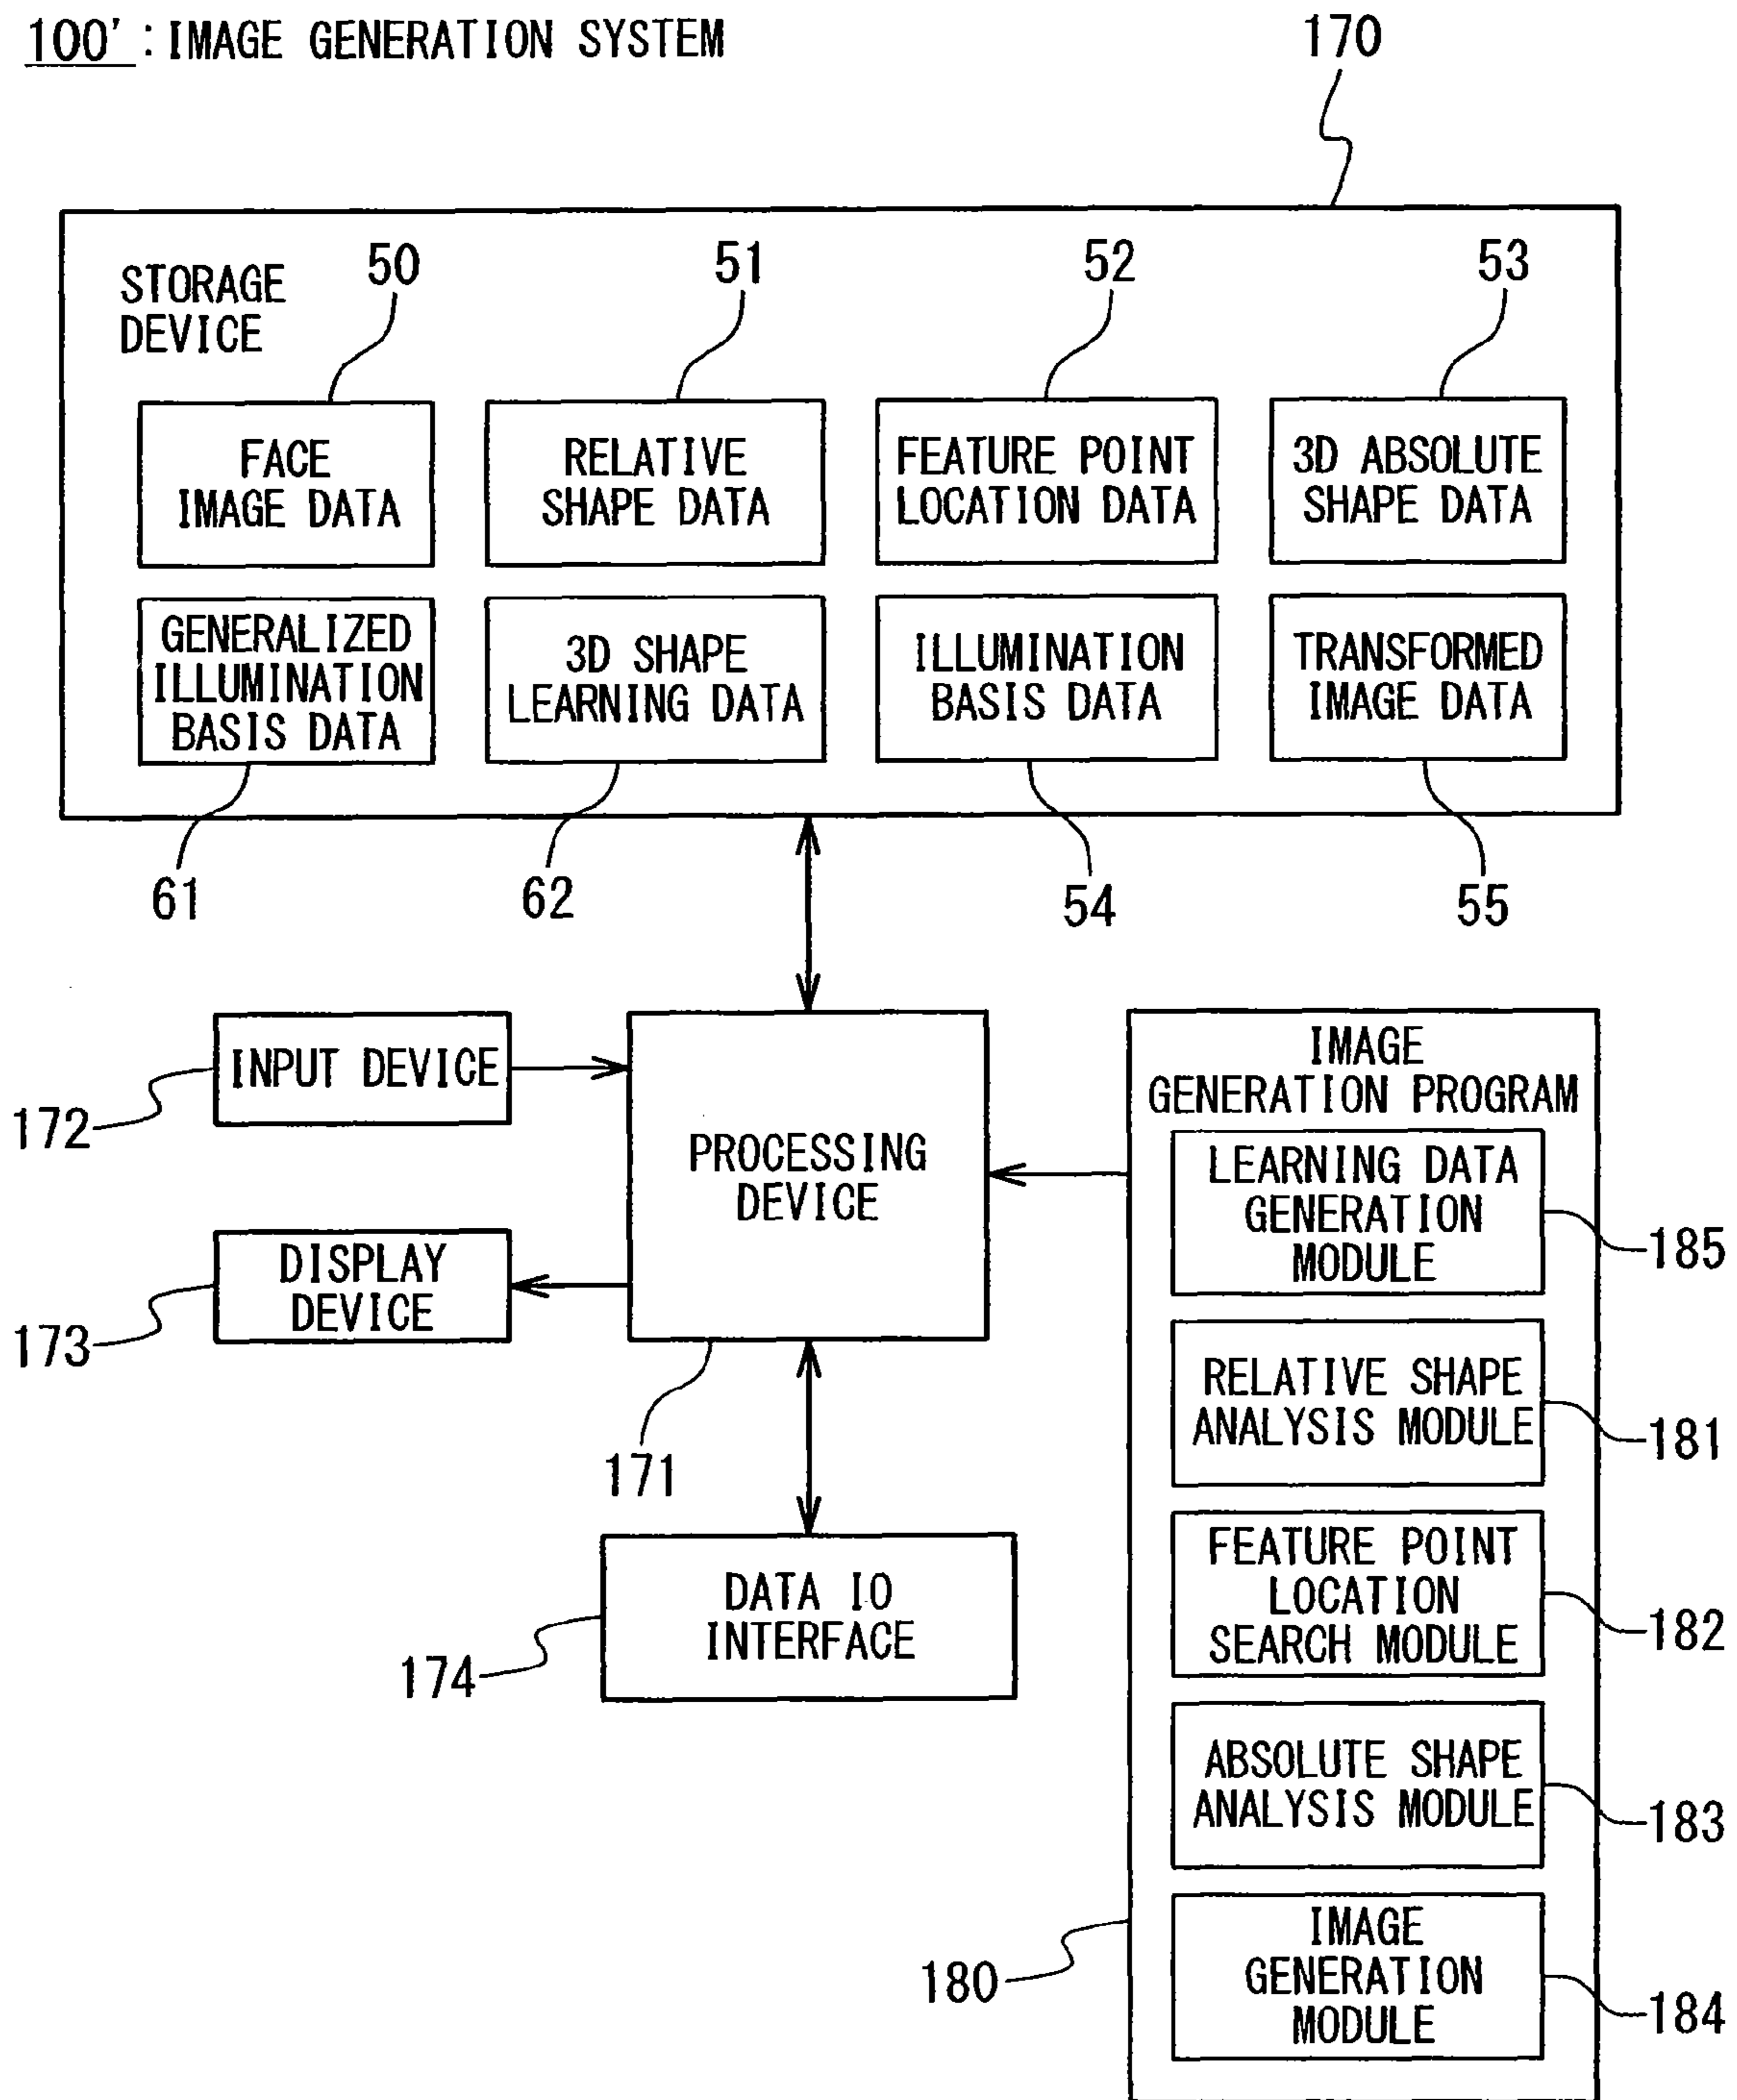 100' : IMAGE GENERATION SYSTEM
170
STORAGE
DEVICE
50
51
52
53
FACE
IMAGE DATA
RELATIVE
SHAPE DATA
FEATURE POINT
LOCATION DATA
3D ABSOLUTE
SHAPE DATA
GENERALIZED
ILLUMINATION
BASIS DATA
3D SHAPE
LEARNING DATA
ILLUMINATION
BASIS DATA
TRANSFORMED
IMAGE DATA
61
62
54
55
INPUT DEVICE
172
DISPLAY
DEVICE
173
PROCESSING
DEVICE
171
DATA IO
INTERFACE
174
IMAGE
GENERATION PROGRAM
LEARNING DATA
GENERATION
MODULE
185
RELATIVE SHAPE
ANALYSIS MODULE
181
FEATURE POINT
LOCATION
SEARCH MODULE
182
ABSOLUTE SHAPE
ANALYSIS MODULE
183
IMAGE
GENERATION
MODULE
184
180